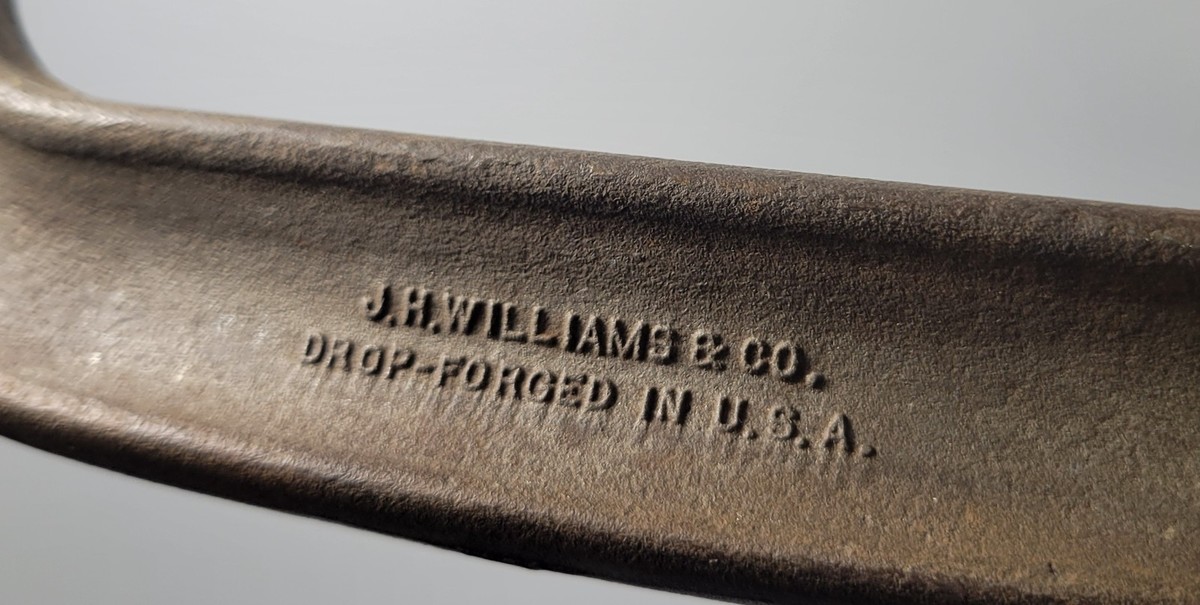 J.H.WILLIAMS & CO.
DROP-FORGED IN U.S.A.